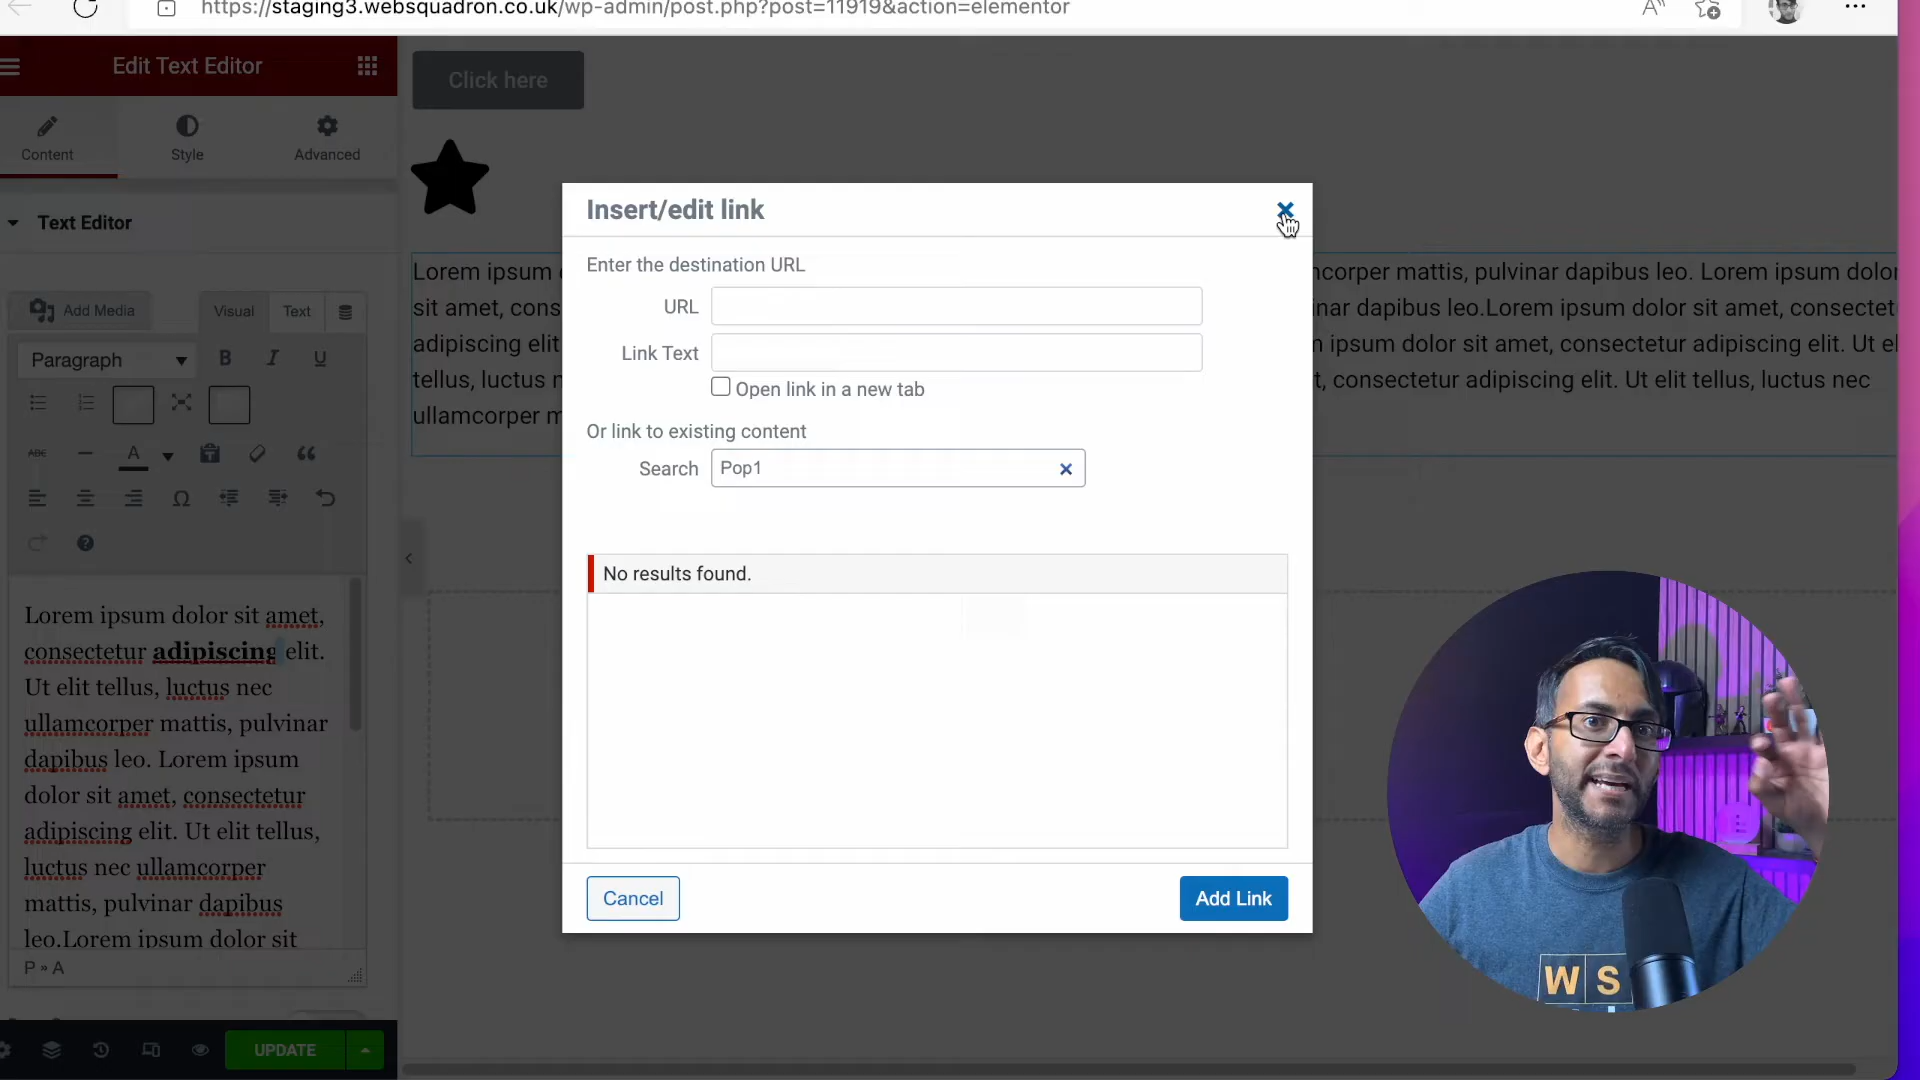 https://staging3.websquadron.co.uk/wp-admin/post.php?post=11919&action=elementor
Edit Text Editor
Content
Style
Advanced
Text Editor
Add Media
Visual
Text
Paragraph
B
I
U
ABC
A
Lorem ipsum dolor sit amet,
consectetur adipiscing elit.
Ut elit tellus, luctus nec
ullamcorper mattis, pulvinar
dapibus leo. Lorem ipsum
dolor sit amet, consectetur
adipiscing elit. Ut elit tellus,
luctus nec ullamcorper
mattis, pulvinar dapibus
leo.Lorem ipsum dolor sit
P » A
UPDATE
Click here
Lorem ipsum
corper mattis, pulvinar dapibus leo. Lorem ipsum dolor
sit amet, cons
nar dapibus leo.Lorem ipsum dolor sit amet, consectet
adipiscing elit
ipsum dolor sit amet, consectetur adipiscing elit. Ut el
tellus, luctus n
t, consectetur adipiscing elit. Ut elit tellus, luctus nec
ullamcorper m
Insert/edit link
Enter the destination URL
URL
Link Text
Open link in a new tab
Or link to existing content
Search Pop1
No results found.
Cancel
Add Link
W S